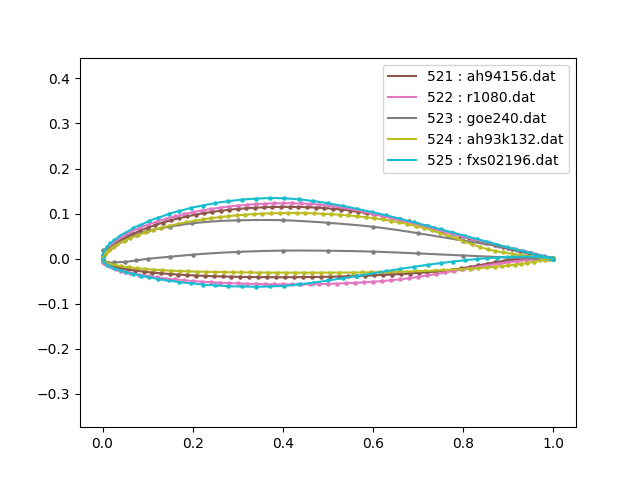 521 : ah94156.dat
522 : r1080.dat
523 : goe240.dat
524 : ah93k132.dat
525 : fxs02196.dat
0.4
0.3
0.2
0.1
0.0
−0.1
−0.2
−0.3
0.0 0.2 0.4 0.6 0.8 1.0